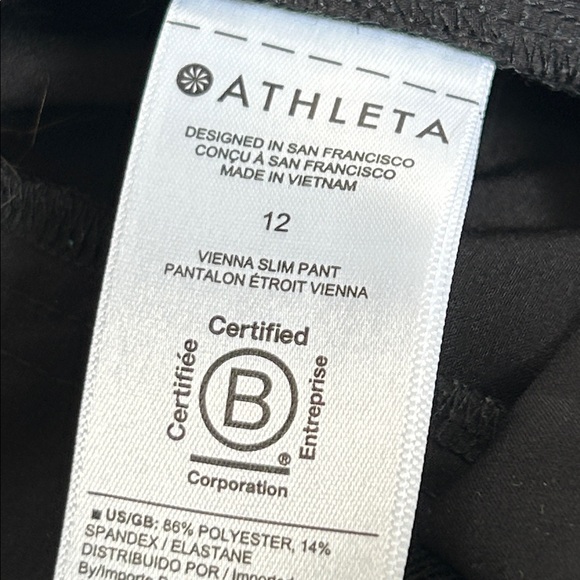 ATHLETA
DESIGNED IN SAN FRANCISCO
CONÇU À SAN FRANCISCO
MADE IN VIETNAM
12
VIENNA SLIM PANT
PANTALON ÉTROIT VIENNA
Certified
Certifiée
B
Entreprise
®
Corporation
US/GB: 86% POLYESTER, 14%
SPANDEX / ELASTANE
DISTRIBUIDO POR /
By/